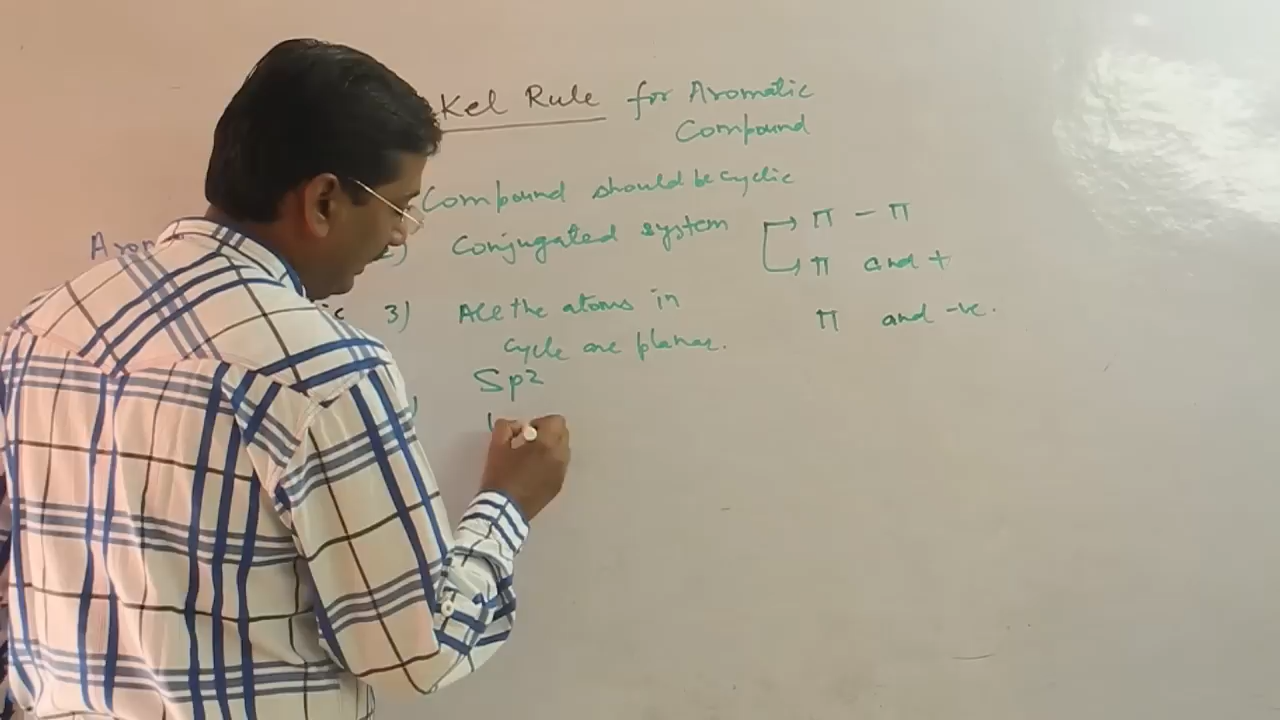 Kel Rule for Aromatic
Compound
Compound should be cyclic
Conjugated system π - π
π and +
3) All the atoms in
cycle are planar.
π and -ve.
Sp2